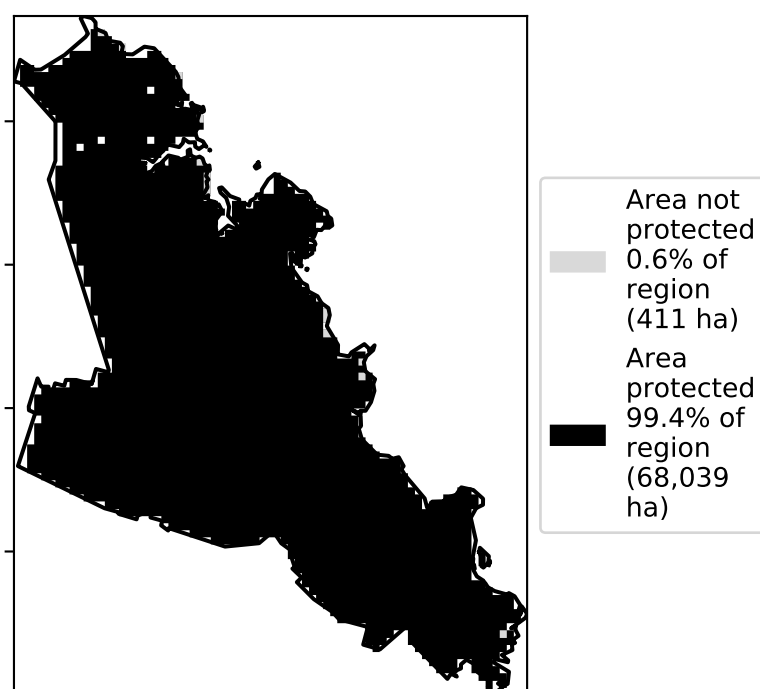 Area not
protected
0.6% of
region
(411 ha)
Area
protected
99.4% of
region
(68,039
ha)